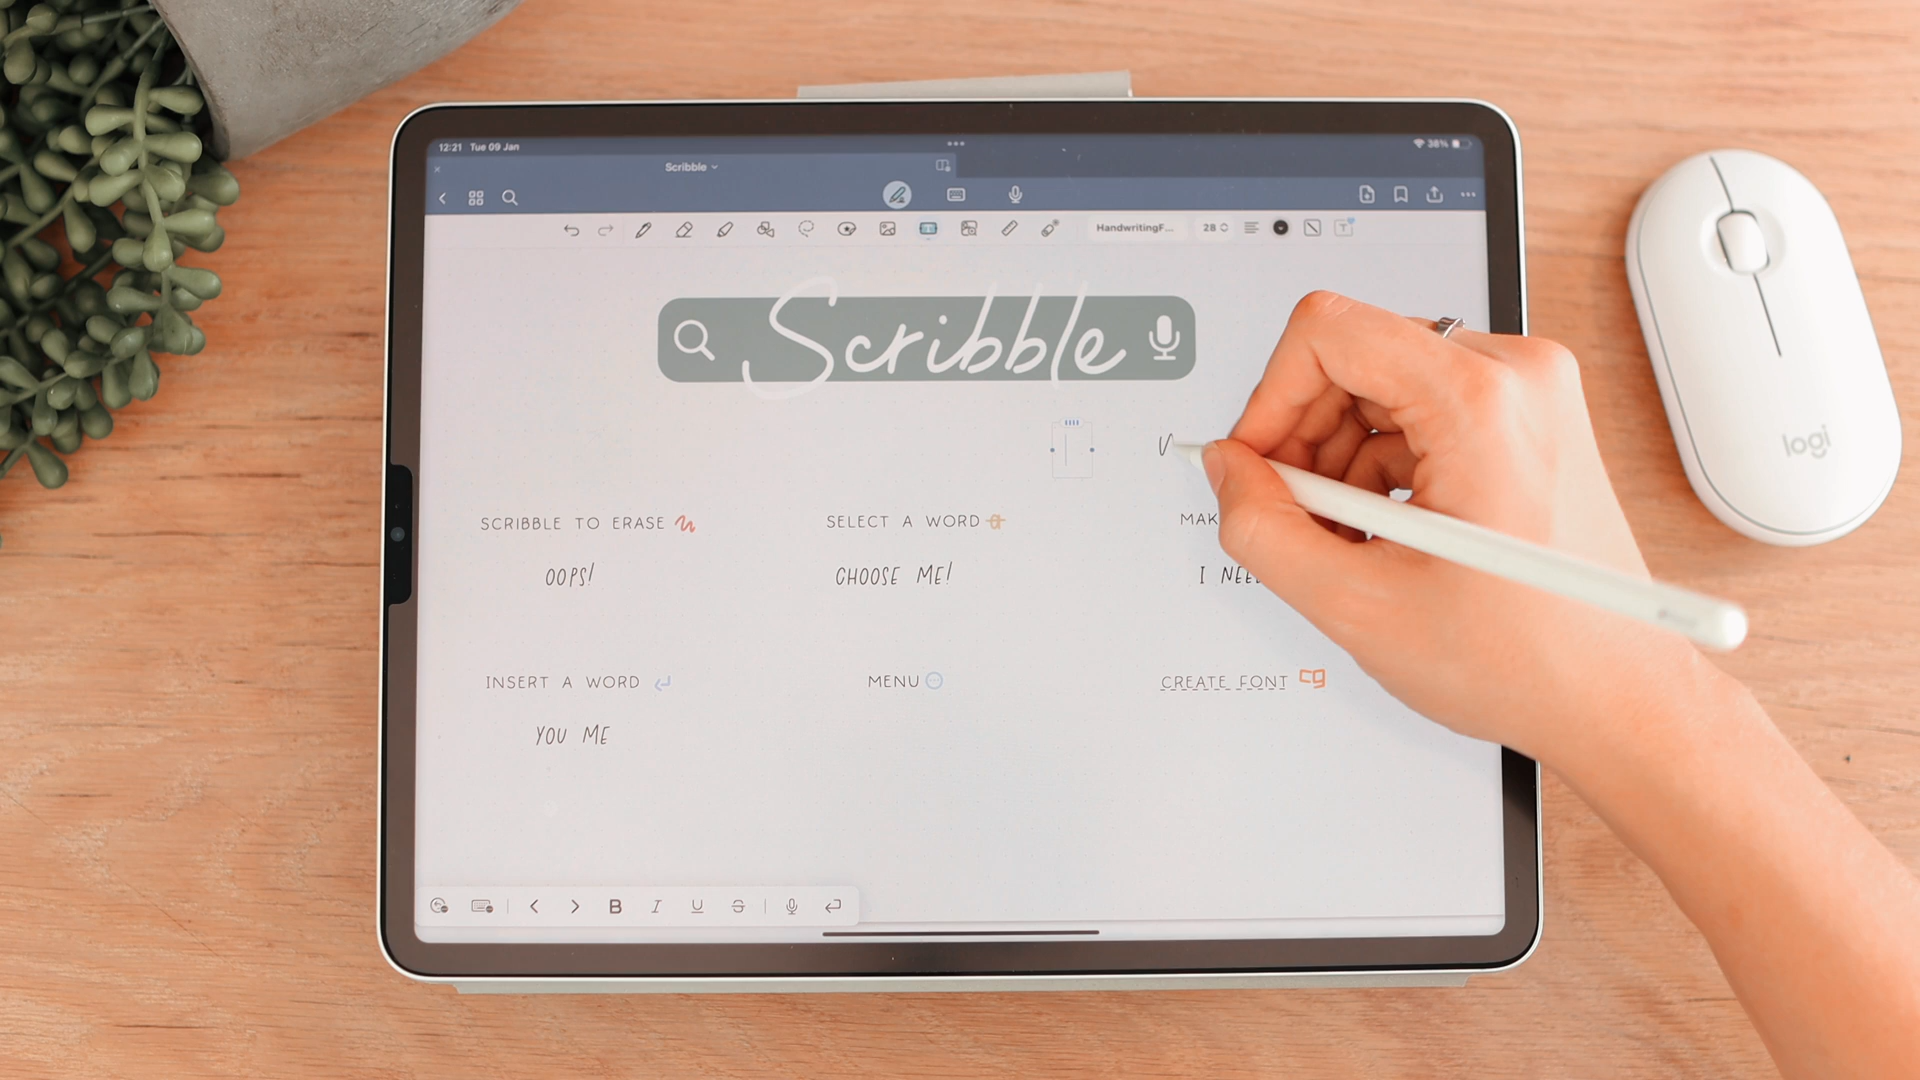 12:21 Tue 09 Jan
38%
Scribble
HandwritingF... 28
Scribble
SCRIBBLE TO ERASE
SELECT A WORD
MAK
OOPS!
CHOOSE ME!
I NEE
INSERT A WORD
MENU
CREATE FONT
YOU ME
B I U S
logi